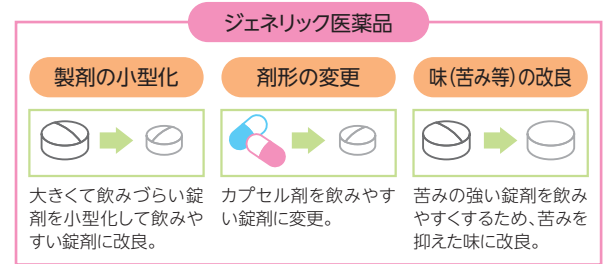 ジェネリック医薬品
製剤の小型化
剤形の変更
味(苦み等)の改良
大きくて飲みづらい錠
剤を小型化して飲みや
すい錠剤に改良。
カプセル剤を飲みやす
い錠剤に変更。
苦みの強い錠剤を飲み
やすくするため、苦みを
抑えた味に改良。